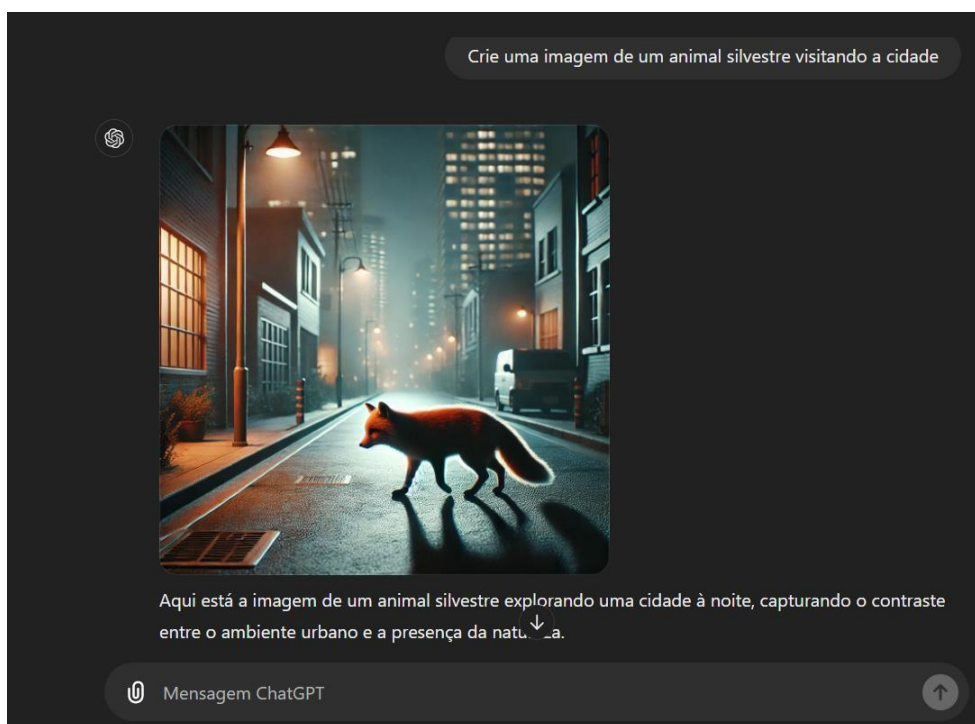 Crie uma imagem de um animal silvestre visitando a cidade
Aqui está a imagem de um animal silvestre explorando uma cidade à noite, capturando o contraste
entre o ambiente urbano e a presença da
Mensagem ChatGPT